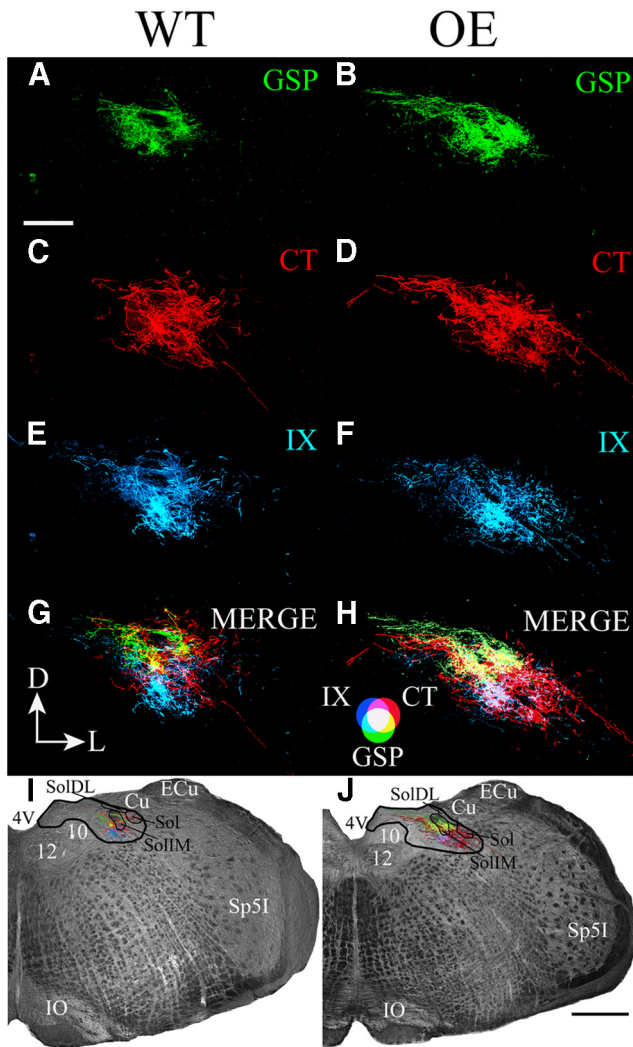 WT OE
A GSP B GSP
C CT D CT
E IX F IX
G MERGE H MERGE
D
L
IX CT
GSP
I SolDL Cu ECu
4V 10 Sol
12 SolIM
Sp5I
IO
J SolDL Cu ECu
4V 10 Sol
12 SolIM
Sp5I
IO